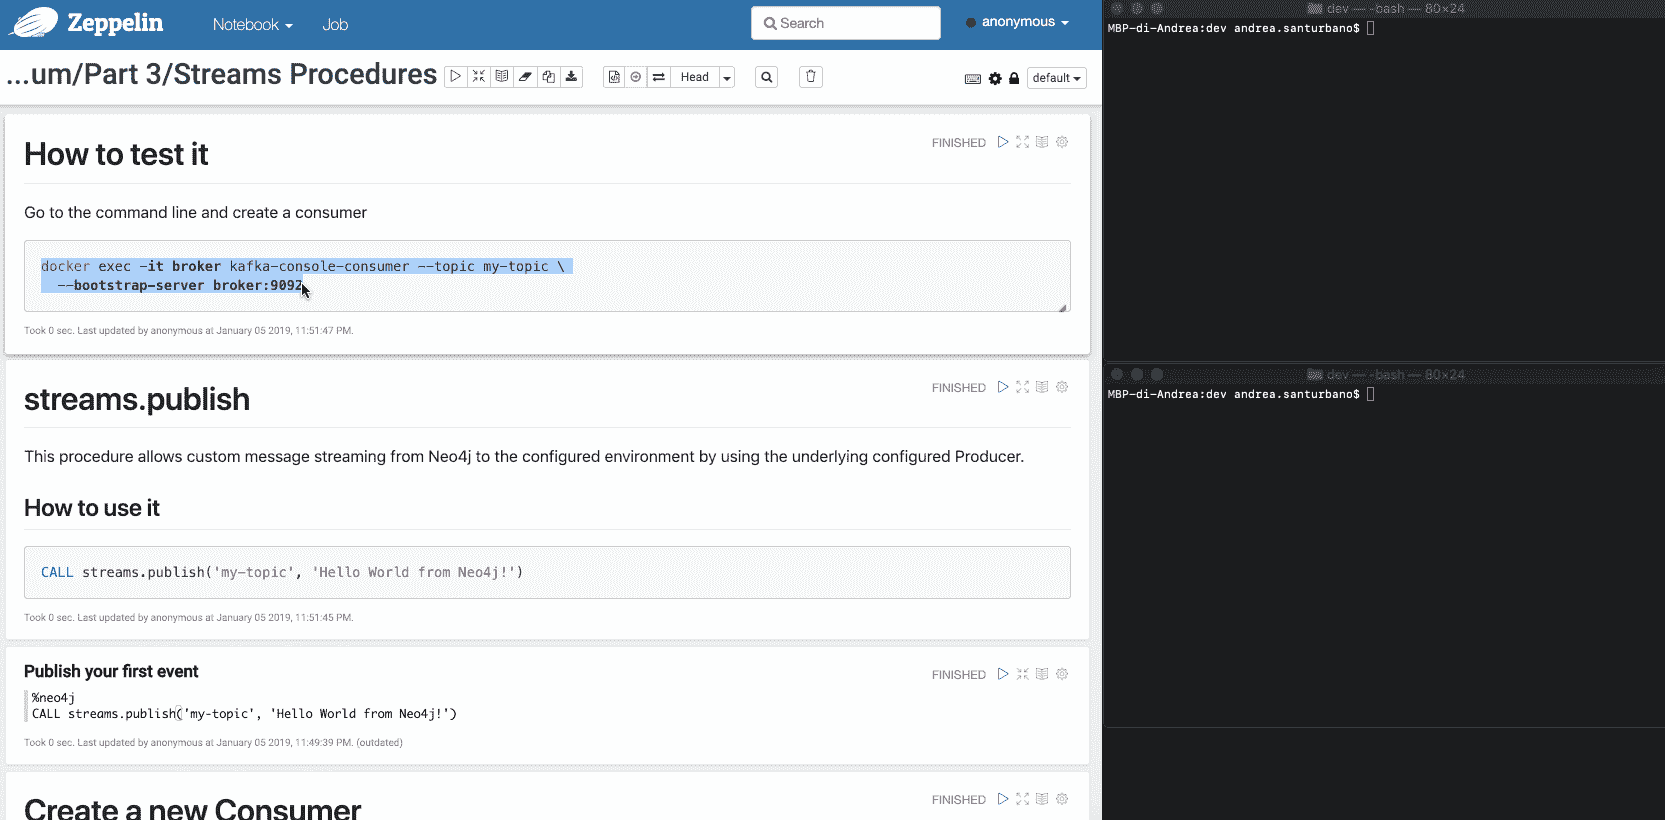 Zeppelin Notebook Job Search anonymous
...um/Part 3/Streams Procedures Head default
How to test it FINISHED
Go to the command line and create a consumer
docker exec -it broker kafka-console-consumer --topic my-topic \
--bootstrap-server broker:9092
Took 0 sec. Last updated by anonymous at January 05 2019, 11:51:47 PM.
streams.publish FINISHED
This procedure allows custom message streaming from Neo4j to the configured environment by using the underlying configured Producer.
How to use it
CALL streams.publish('my-topic', 'Hello World from Neo4j!')
Took 0 sec. Last updated by anonymous at January 05 2019, 11:51:45 PM.
Publish your first event FINISHED
%neo4j
CALL streams.publish('my-topic', 'Hello World from Neo4j!')
Took 0 sec. Last updated by anonymous at January 05 2019, 11:49:39 PM. (outdated)
Create a new Consumer FINISHED
dev — -bash — 80×24
MBP-di-Andrea:dev andrea.santurbano$
dev — -bash — 80×24
MBP-di-Andrea:dev andrea.santurbano$